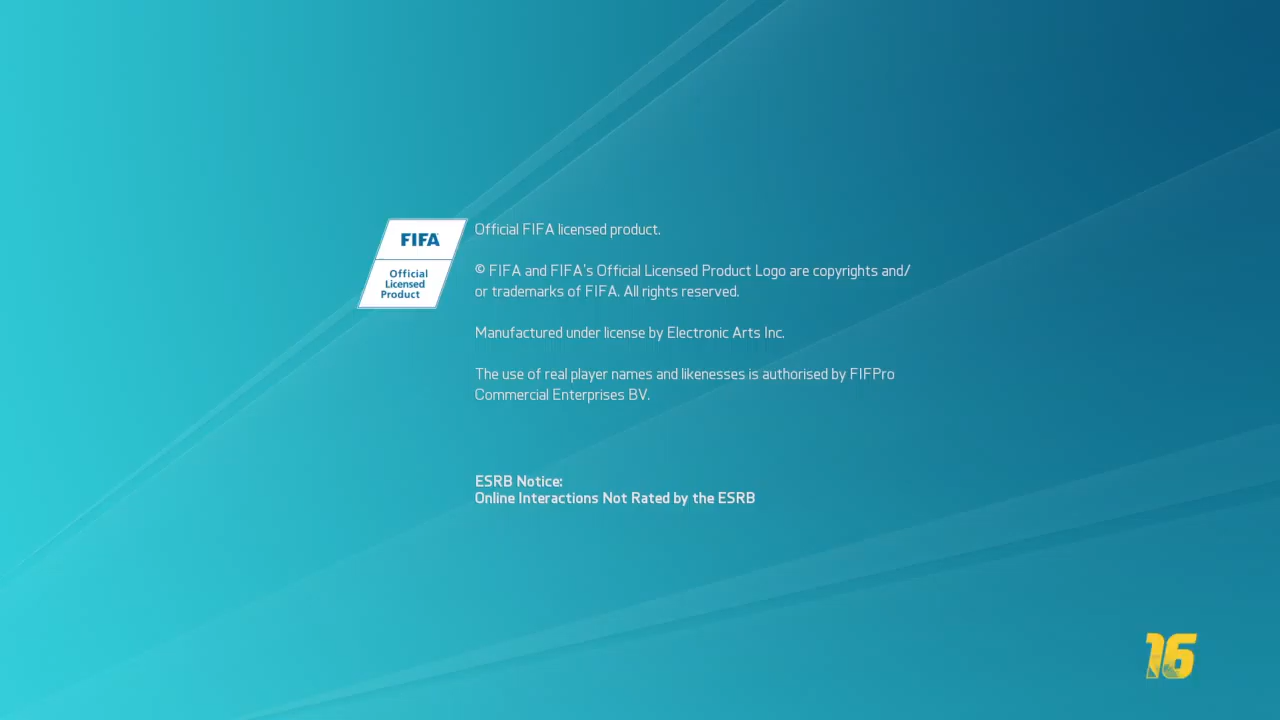 FIFA
Official
Licensed
Product
Official FIFA licensed product.
© FIFA and FIFA's Official Licensed Product Logo are copyrights and/
or trademarks of FIFA. All rights reserved.
Manufactured under license by Electronic Arts Inc.
The use of real player names and likenesses is authorised by FIFPro
Commercial Enterprises BV.
ESRB Notice:
Online Interactions Not Rated by the ESRB
16